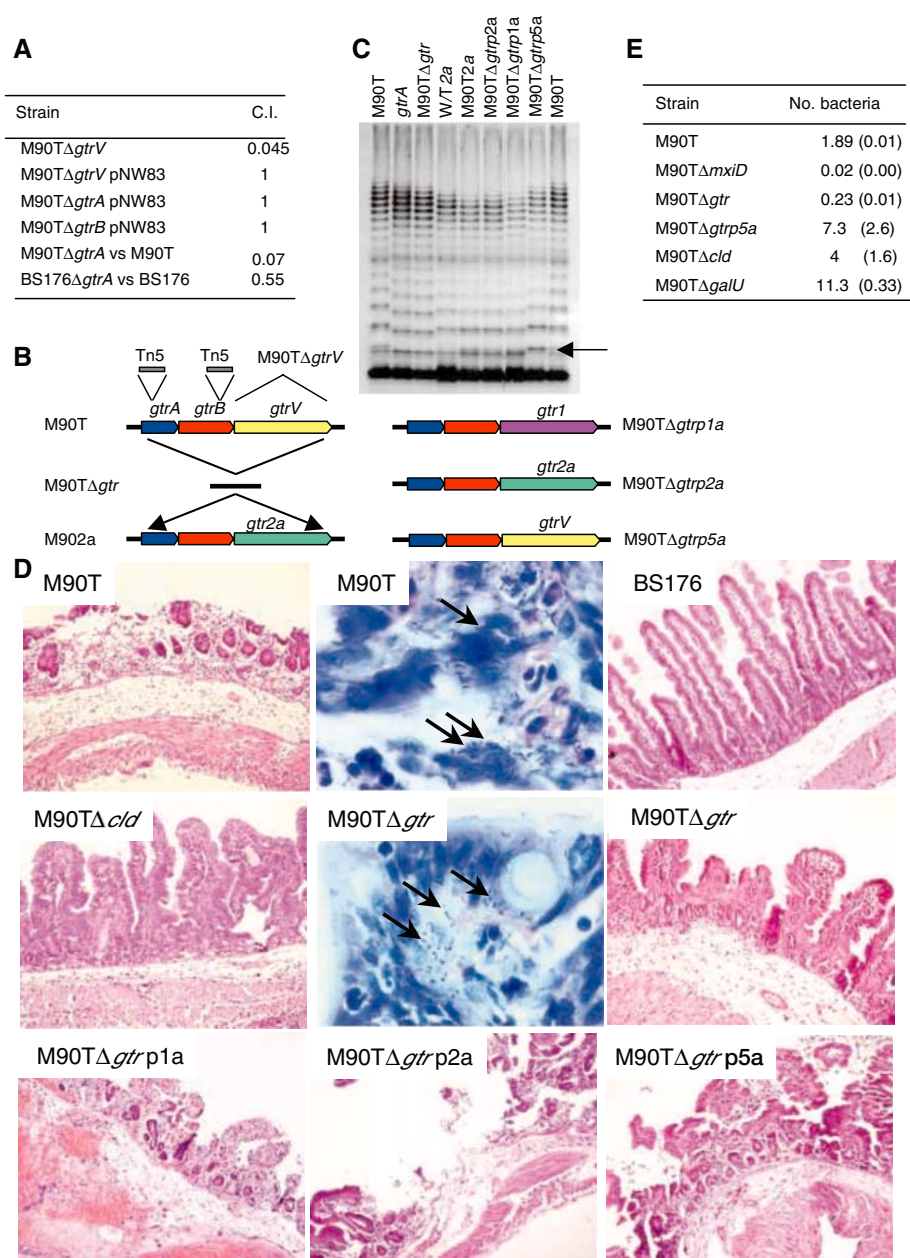 A
Strain C.I.
M90TΔgtrV 0.045
M90TΔgtrV pNW83 1
M90TΔgtrA pNW83 1
M90TΔgtrB pNW83 1
M90TΔgtrA vs M90T 0.07
BS176ΔgtrA vs BS176 0.55
B
Tn5 Tn5 M90TΔgtrV
gtrA gtrB gtrV
M90T
M90TΔgtr
gtr2a
M902a
gtr1
M90TΔgtrp1a
gtr2a
M90TΔgtrp2a
gtrV
M90TΔgtrp5a
C
M90T
gtrA
M90TΔgtr
W/T 2a
M90T2a
M90TΔgtrp2a
M90TΔgtrp1a
M90TΔgtrp5a
M90T
E
Strain No. bacteria
M90T 1.89 (0.01)
M90TΔmxiD 0.02 (0.00)
M90TΔgtr 0.23 (0.01)
M90TΔgtrp5a 7.3 (2.6)
M90TΔcld 4 (1.6)
M90TΔgalU 11.3 (0.33)
D
M90T
M90T
BS176
M90TΔcld
M90TΔgtr
M90TΔgtr
M90TΔgtr p1a
M90TΔgtr p2a
M90TΔgtr p5a